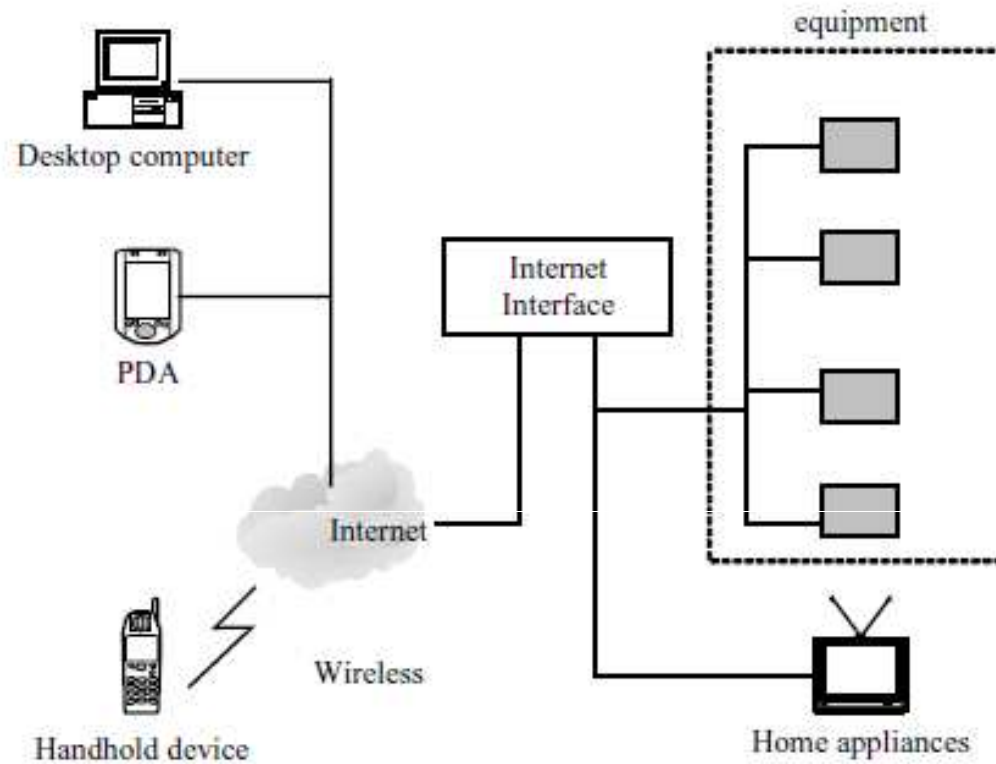 equipment
Desktop computer
Internet
Interface
PDA
Internet
Wireless
Handhold device
Home appliances